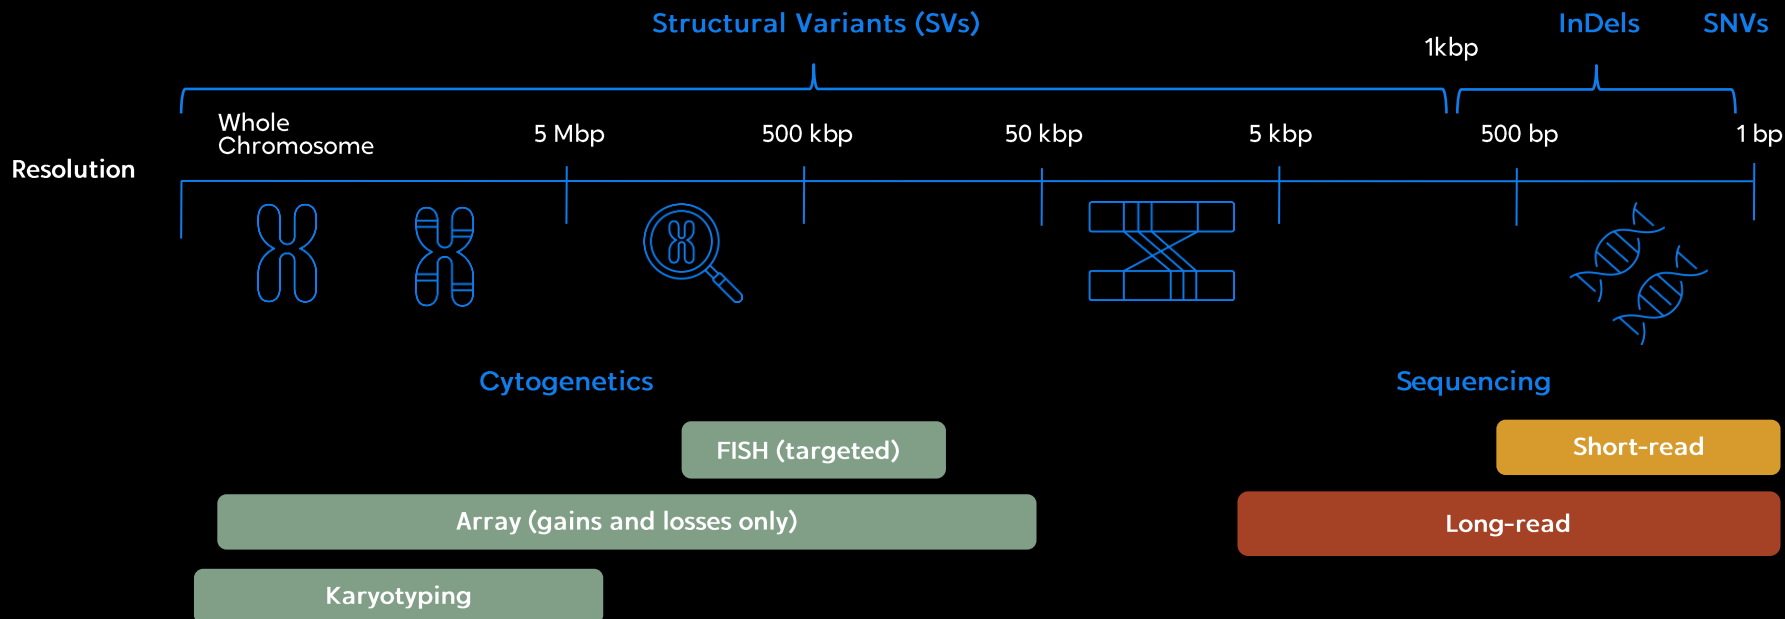 Structural Variants (SVs)
InDels
SNVs
1kbp
Whole
Chromosome
5 Mbp
500 kbp
50 kbp
5 kbp
500 bp
1 bp
Resolution
Cytogenetics
Sequencing
FISH (targeted)
Short-read
Array (gains and losses only)
Long-read
Karyotyping